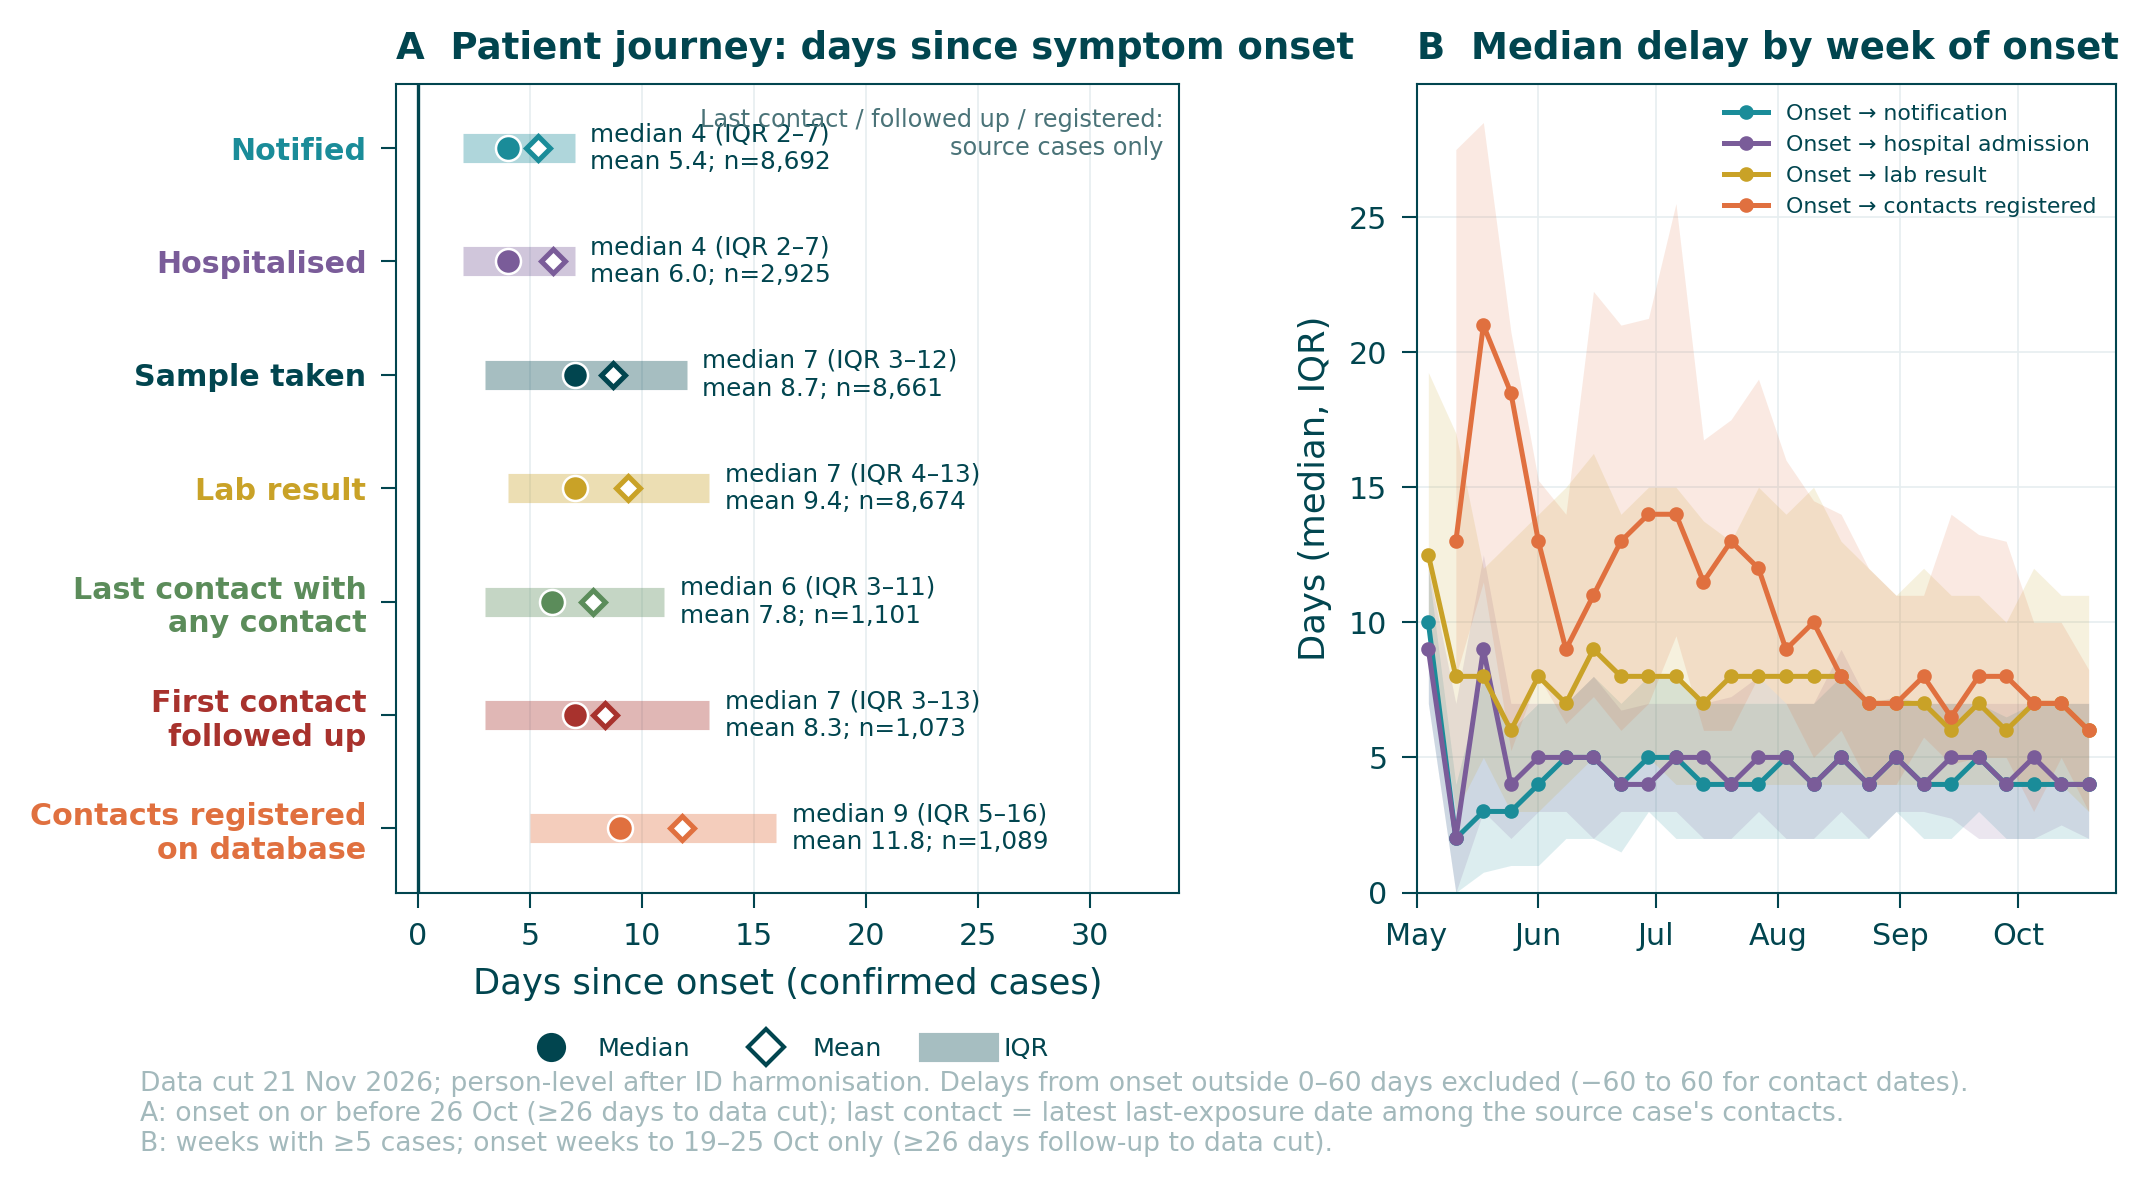 A  Patient journey: days since symptom onset
Last contact / followed up / registered:
source cases only
Notified
median 4 (IQR 2–7)
mean 5.4; n=8,692
Hospitalised
median 4 (IQR 2–7)
mean 6.0; n=2,925
Sample taken
median 7 (IQR 3–12)
mean 8.7; n=8,661
Lab result
median 7 (IQR 4–13)
mean 9.4; n=8,674
Last contact with
any contact
median 6 (IQR 3–11)
mean 7.8; n=1,101
First contact
followed up
median 7 (IQR 3–13)
mean 8.3; n=1,073
Contacts registered
on database
median 9 (IQR 5–16)
mean 11.8; n=1,089
0 5 10 15 20 25 30
Days since onset (confirmed cases)
Median Mean IQR
B  Median delay by week of onset
Onset → notification
Onset → hospital admission
Onset → lab result
Onset → contacts registered
Days (median, IQR)
25
20
15
10
5
0
May Jun Jul Aug Sep Oct
Data cut 21 Nov 2026; person-level after ID harmonisation. Delays from onset outside 0–60 days excluded (−60 to 60 for contact dates).
A: onset on or before 26 Oct (≥26 days to data cut); last contact = latest last-exposure date among the source case's contacts.
B: weeks with ≥5 cases; onset weeks to 19–25 Oct only (≥26 days follow-up to data cut).